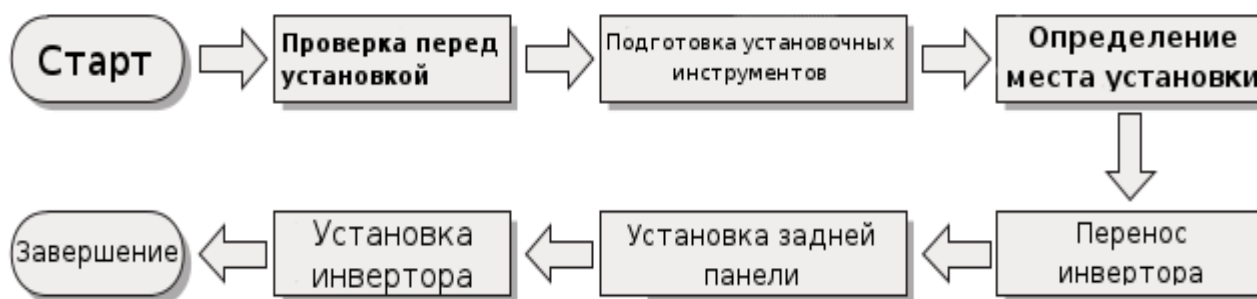 Старт
Проверка перед
установкой
Подготовка установочных
инструментов
Определение
места установки
Перенос
инвертора
Установка задней
панели
Установка
инвертора
Завершение